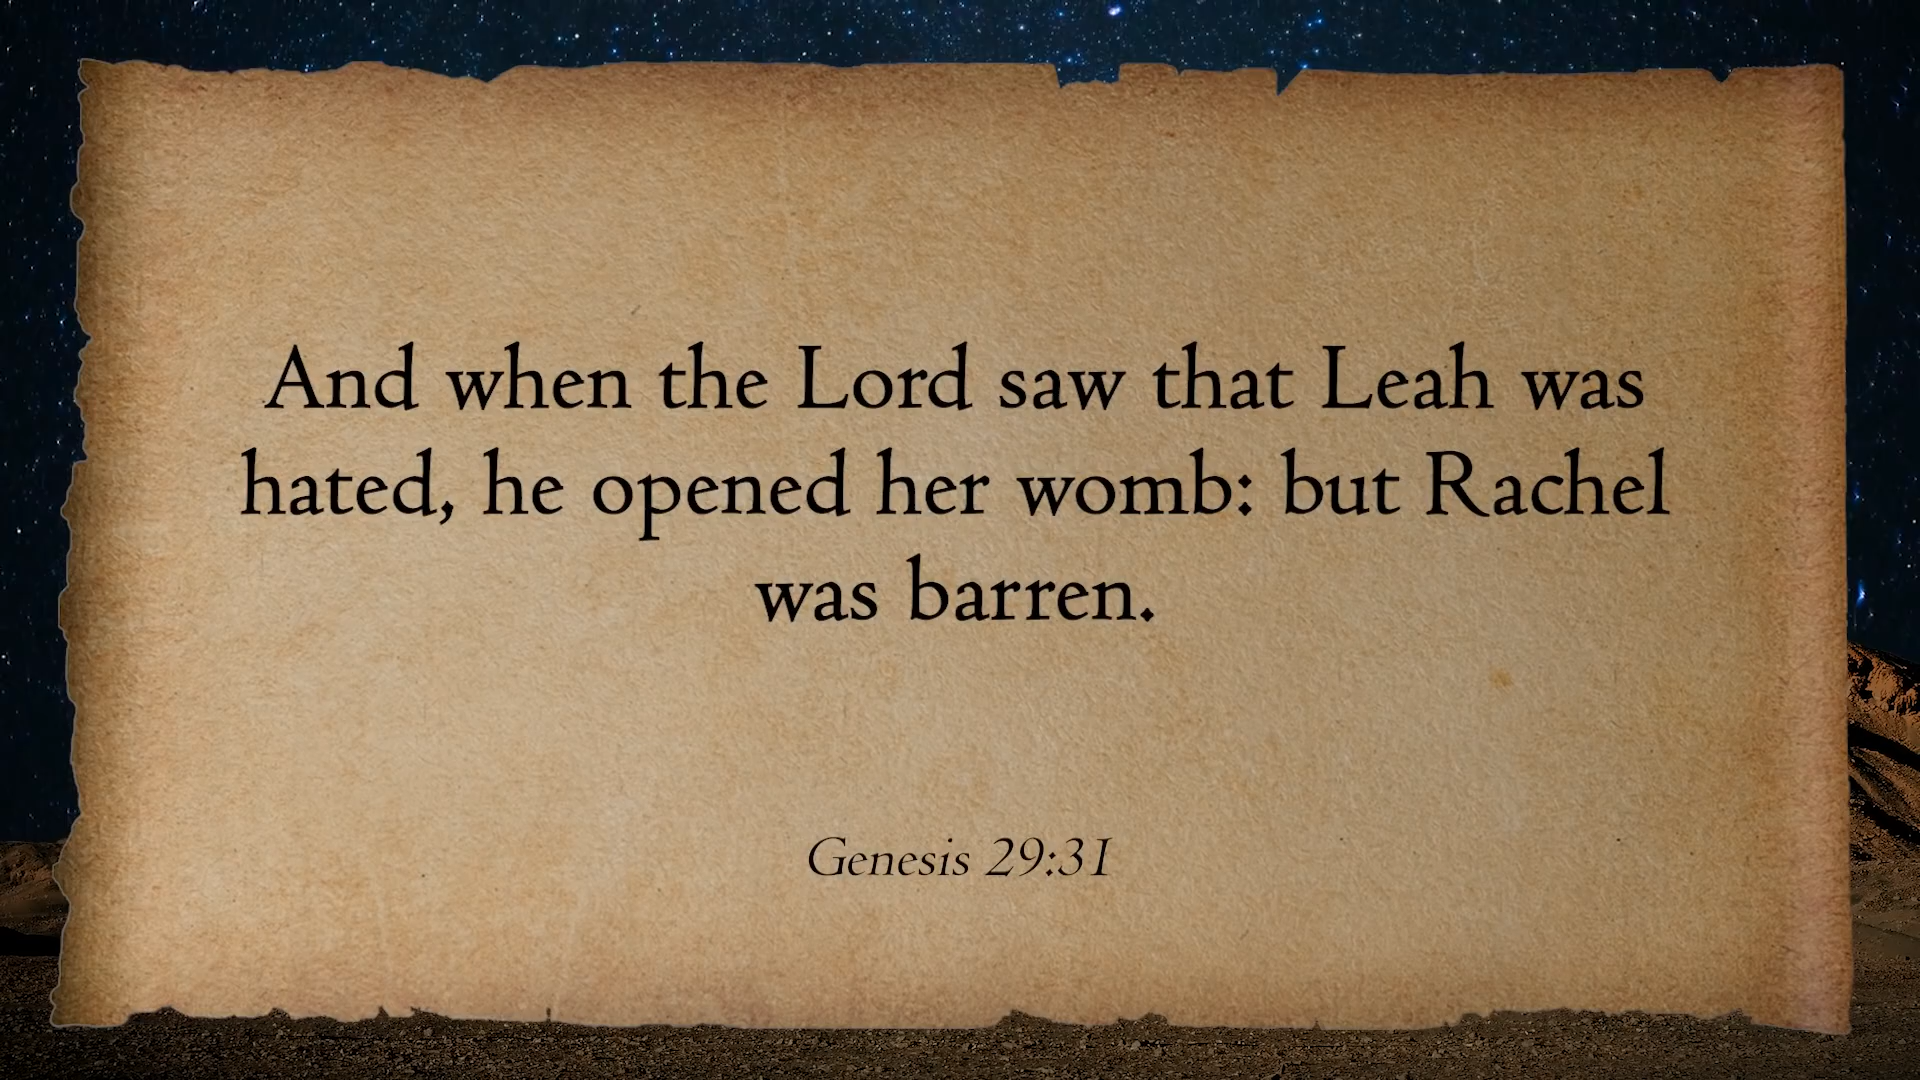 And when the Lord saw that Leah was
hated, he opened her womb: but Rachel
was barren.
Genesis 29:31